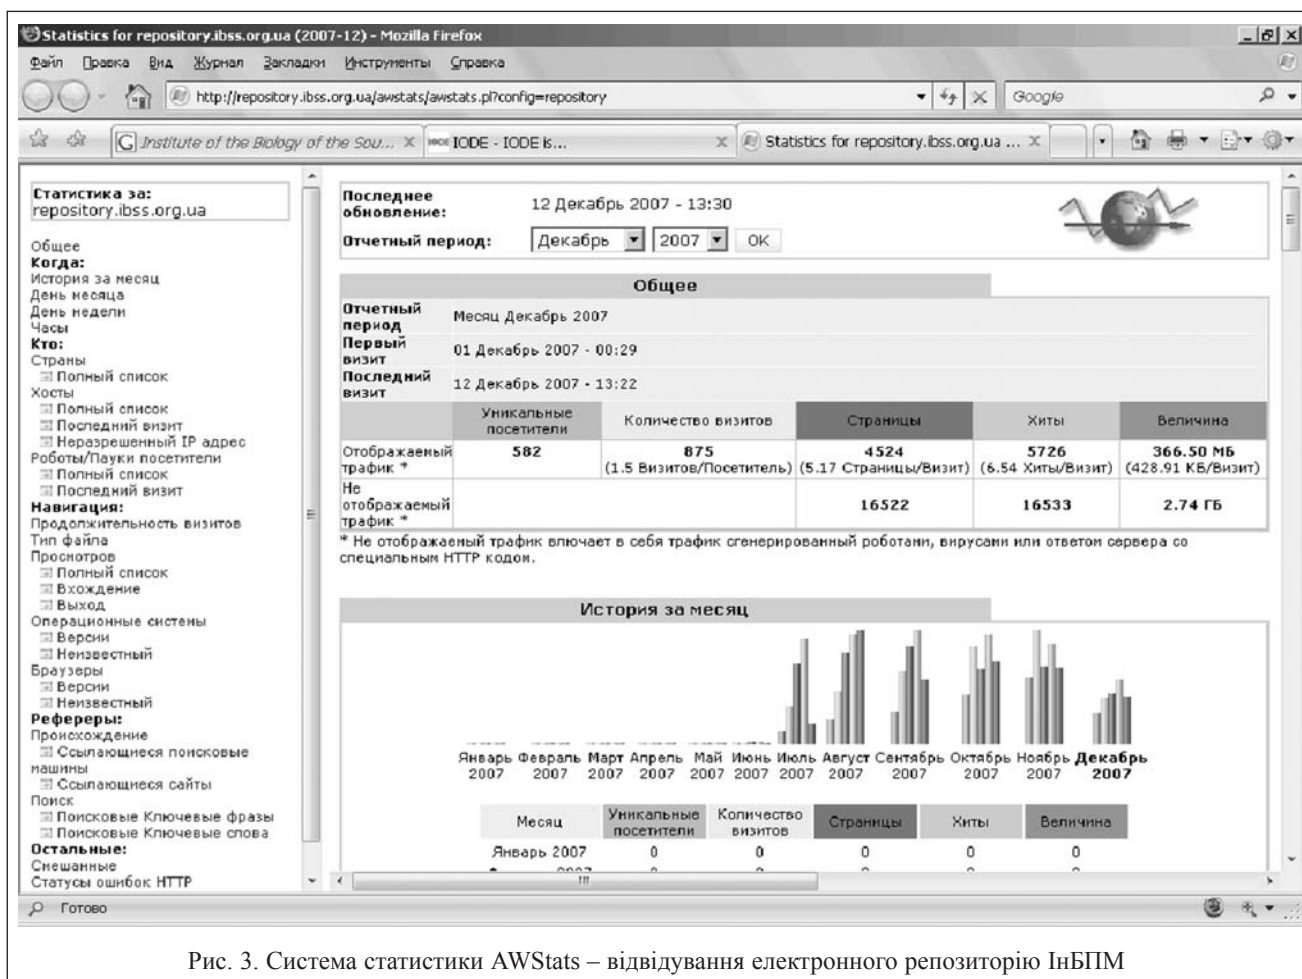 Statistics for repository.ibss.org.ua (2007-12) - Mozilla Firefox
Файл Правка Вид Журнал Закладки Инструменты Справка
http://repository.ibss.org.ua/awstats/awstats.pl?config=repository
Google
Institute of the Biology of the Sou...
IODE - IODE is...
Statistics for repository.ibss.org.ua ...
Статистика за:
repository.ibss.org.ua
Общее
Когда:
История за месяц
День месяца
День недели
Часы
Кто:
Страны
Полный список
Хосты
Полный список
Последний визит
Неразрешенный IP адрес
Роботы/Пауки посетители
Полный список
Последний визит
Навигация:
Продолжительность визитов
Тип файла
Просмотров
Полный список
Вхождение
Выход
Операционные системы
Версии
Неизвестный
Браузеры
Версии
Неизвестный
Рефереры:
Происхождение
Ссылающиеся поисковые
машины
Ссылающиеся сайты
Поиск
Поисковые Ключевые фразы
Поисковые Ключевые слова
Остальные:
Смешанные
Статусы ошибок HTTP
Последнее
обновление:
12 Декабрь 2007 - 13:30
Отчетный период:
Декабрь 2007 OK
Общее
Отчетный
период
Месяц Декабрь 2007
Первый
визит
01 Декабрь 2007 - 00:29
Последний
визит
12 Декабрь 2007 - 13:22
Уникальные
посетители
Количество визитов
Страницы
Хиты
Величина
Отображаемый
трафик *
582
875
(1.5 Визитов/Посетитель)
4524
(5.17 Страницы/Визит)
5726
(6.54 Хиты/Визит)
366.50 МБ
(428.91 КБ/Визит)
Не
отображаемый
трафик *
16522
16533
2.74 ГБ
* Не отображаемый трафик влючает в себя трафик сгенерированный роботами, вирусами или ответом сервера со
специальным HTTP кодом.
История за месяц
Январь Февраль Март Апрель Май Июнь Июль Август Сентябрь Октябрь Ноябрь Декабрь
2007 2007 2007 2007 2007 2007 2007 2007 2007 2007 2007 2007
Месяц
Уникальные
посетители
Количество
визитов
Страницы
Хиты
Величина
Январь 2007 0 0 0 0 0
Готово
Рис. 3. Система статистики AWStats – відвідування електронного репозиторію ІнБПМ